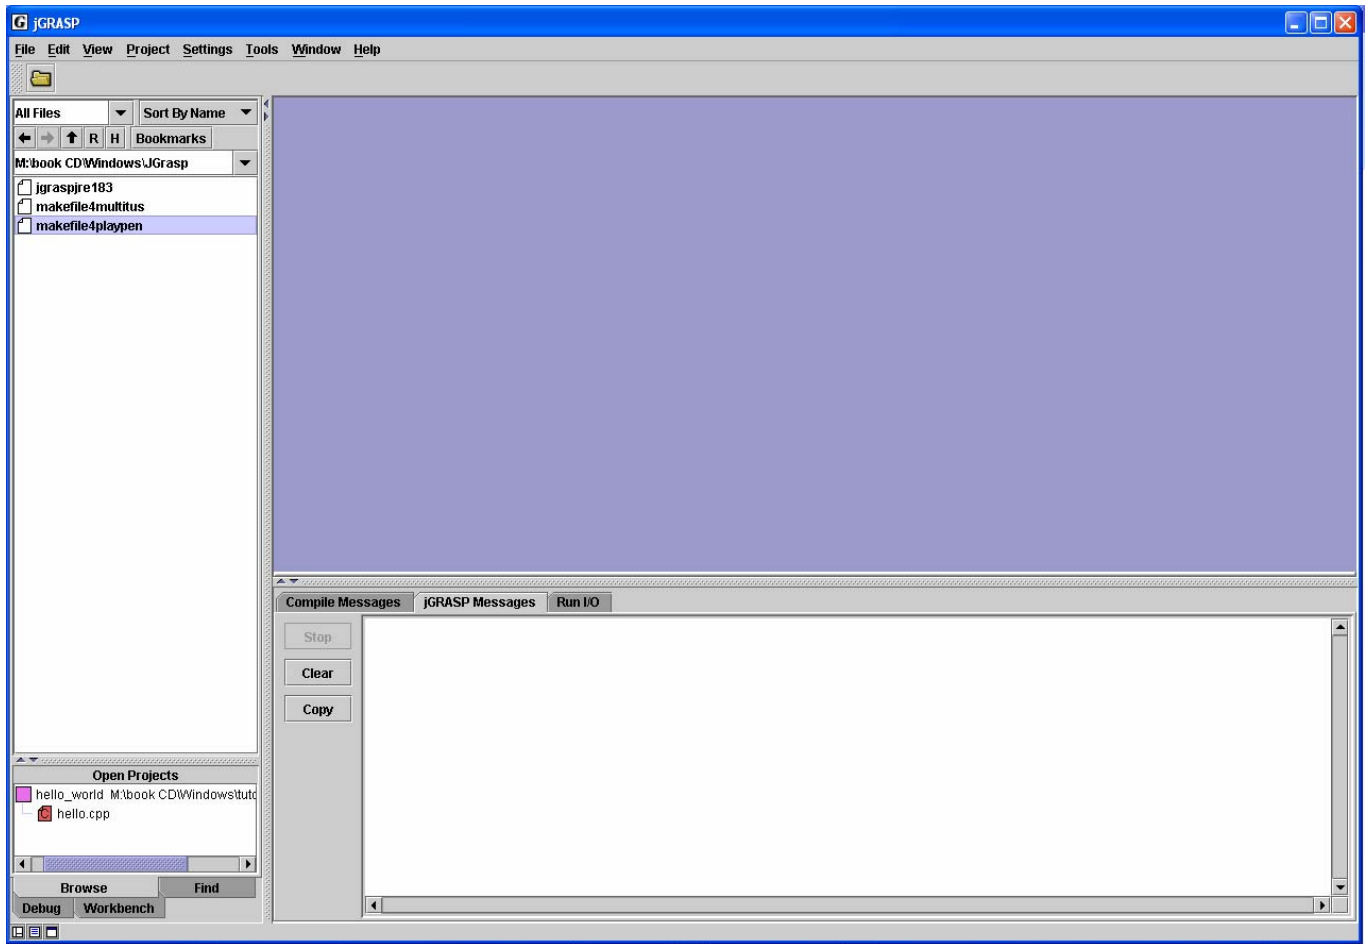 jGRASP
File Edit View Project Settings Tools Window Help
All Files Sort By Name
R H Bookmarks
M:\book CD\Windows\JGrasp
jgraspjre183
makefile4multitus
makefile4playpen
Compile Messages jGRASP Messages Run I/O
Stop
Clear
Copy
Open Projects
hello_world M:\book CD\Windows\tuto
hello.cpp
Browse Find
Debug Workbench